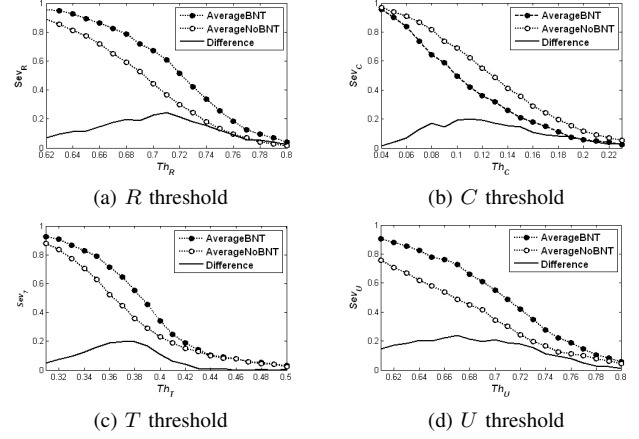 AverageBNT
AverageNoBNT
Difference
1
0.8
0.6
0.4
0.2
0
Sev_R
0.62 0.64 0.66 0.68 0.7 0.72 0.74 0.76 0.78 0.8
Th_R
(a) R threshold
AverageBNT
AverageNoBNT
Difference
1
0.8
0.6
0.4
0.2
0
Sev_C
0.04 0.06 0.08 0.1 0.12 0.14 0.16 0.18 0.2 0.22
Th_C
(b) C threshold
AverageBNT
AverageNoBNT
Difference
1
0.8
0.6
0.4
0.2
0
Sev_T
0.32 0.34 0.36 0.38 0.4 0.42 0.44 0.46 0.48 0.5
Th_T
(c) T threshold
AverageBNT
AverageNoBNT
Difference
1
0.8
0.6
0.4
0.2
0
Sev_U
0.62 0.64 0.66 0.68 0.7 0.72 0.74 0.76 0.78 0.8
Th_U
(d) U threshold